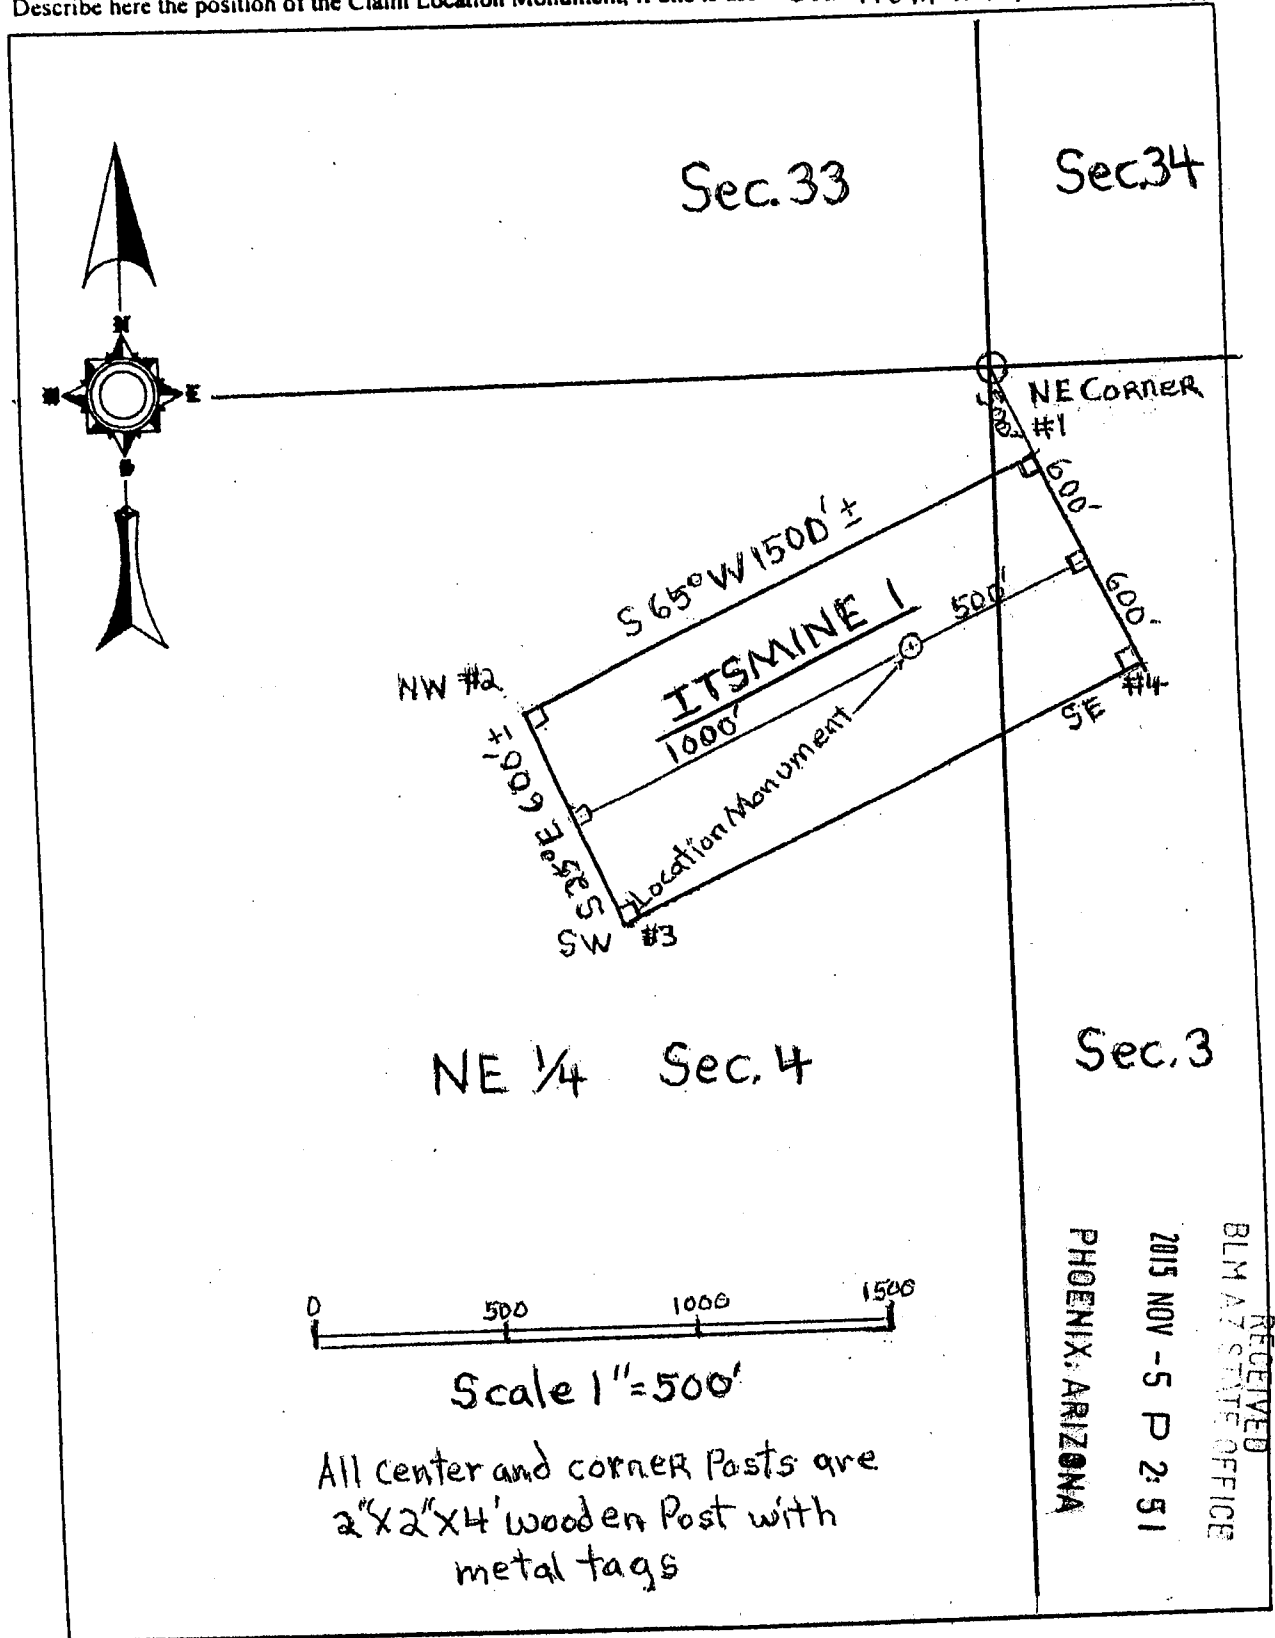 Describe here the position of the Claim Location Monument, if one is
Sec. 33
Sec. 34
N
E
NE CORNER
#1
600-
600-
S 65° W 1500' ±
ITSMINE 1
500'
1000'
NW #2
S 25° E 600' ±
Location Monument
SE
#4
SW #3
NE 1/4 Sec. 4
Sec. 3
0 500 1000 1500
Scale 1"=500'
All center and corner Posts are
2"X2"X4' wooden Post with
metal tags
RECEIVED
BLM AZ STATE OFFICE
2015 NOV -5 P 2:51
PHOENIX, ARIZONA